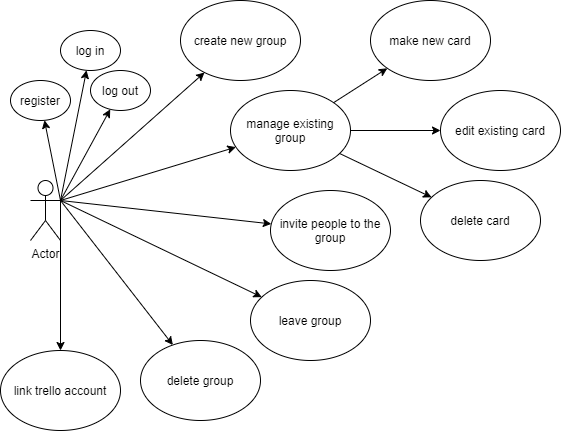 create new group
make new card
log in
log out
register
manage existing
group
edit existing card
delete card
invite people to the
group
Actor
leave group
delete group
link trello account